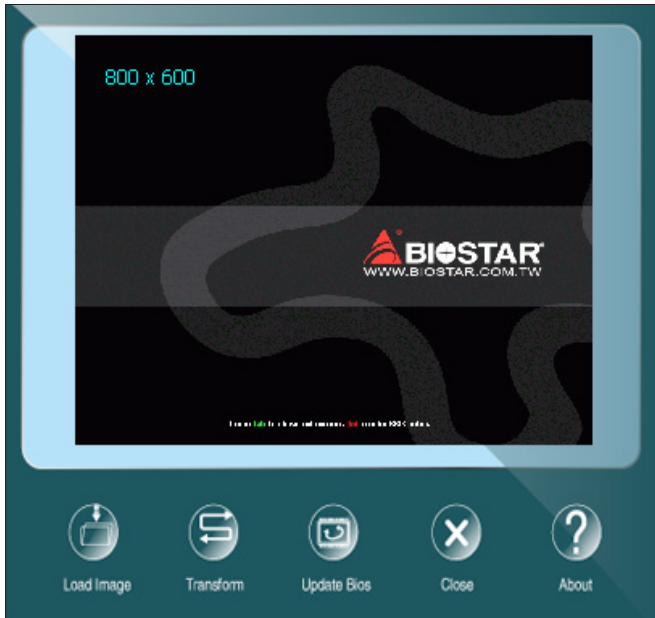 800 x 600
BIOSTAR
WWW.BIOSTAR.COM.TW
Load Image
Transform
Update Bios
Close
About